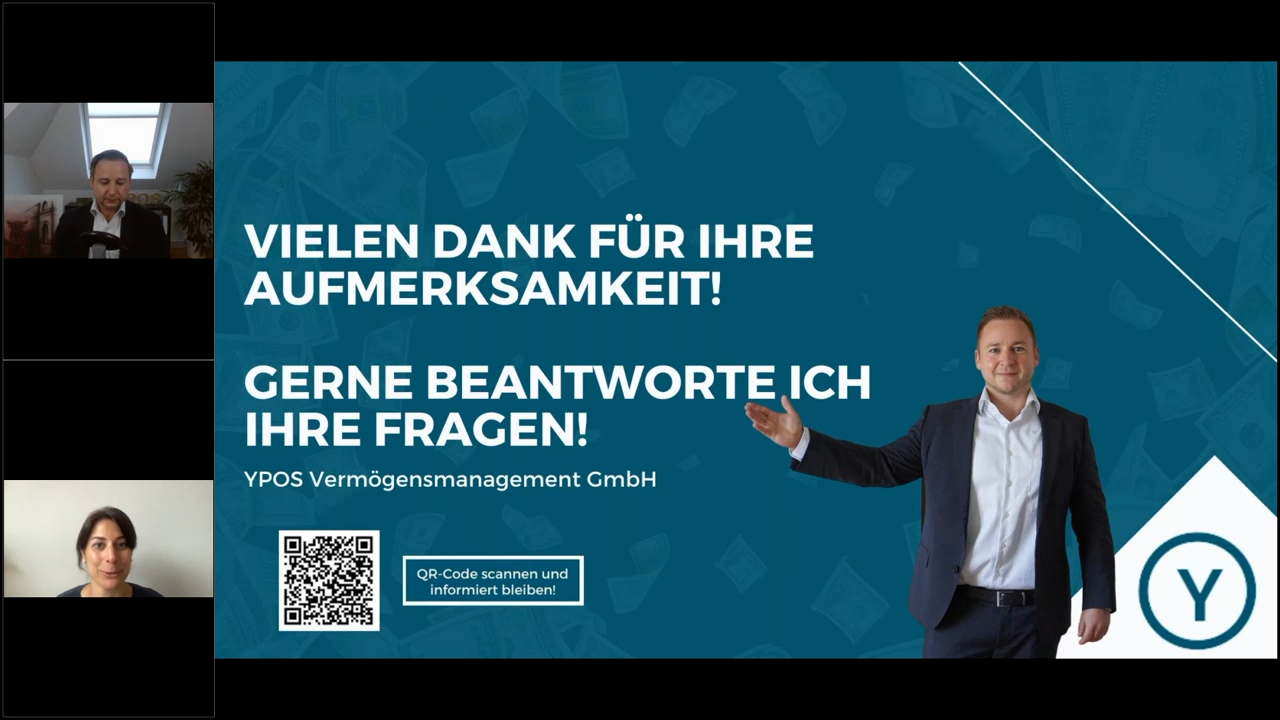 VIELEN DANK FÜR IHRE
AUFMERKSAMKEIT!
GERNE BEANTWORTE ICH
IHRE FRAGEN!
YPOS Vermögensmanagement GmbH
QR-Code scannen und
informiert bleiben!
Y